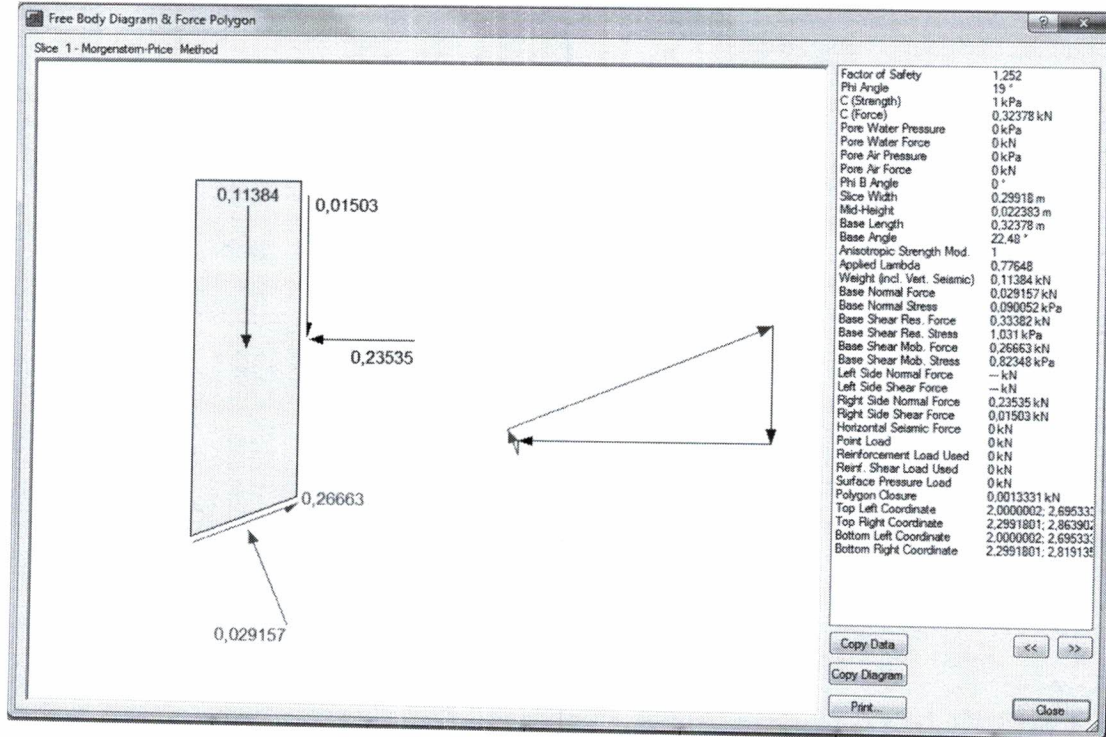 Free Body Diagram & Force Polygon
Slice 1 - Morgenstern-Price Method
0,11384
0,01503
0,23535
0,26663
0,029157
Factor of Safety 1,252
Phi Angle 19 °
C (Strength) 1 kPa
C (Force) 0,32378 kN
Pore Water Pressure 0 kPa
Pore Water Force 0 kN
Pore Air Pressure 0 kPa
Pore Air Force 0 kN
Phi B Angle 0 °
Slice Width 0,29918 m
Mid-Height 0,022383 m
Base Length 0,32378 m
Base Angle 22,48 °
Anisotropic Strength Mod. 1
Applied Lambda 0,77648
Weight (incl. Vert. Seismic) 0,11384 kN
Base Normal Force 0,029157 kN
Base Normal Stress 0,090052 kPa
Base Shear Res. Force 0,33382 kN
Base Shear Res. Stress 1,031 kPa
Base Shear Mob. Force 0,26663 kN
Base Shear Mob. Stress 0,82348 kPa
Left Side Normal Force --- kN
Left Side Shear Force --- kN
Right Side Normal Force 0,23535 kN
Right Side Shear Force 0,01503 kN
Horizontal Seismic Force 0 kN
Point Load 0 kN
Reinforcement Load Used 0 kN
Reinf. Shear Load Used 0 kN
Surface Pressure Load 0 kN
Polygon Closure 0,0013331 kN
Top Left Coordinate 2,0000002; 2,695333
Top Right Coordinate 2,2991801; 2,863902
Bottom Left Coordinate 2,0000002; 2,695333
Bottom Right Coordinate 2,2991801; 2,819135
Copy Data << >>
Copy Diagram
Print... Close